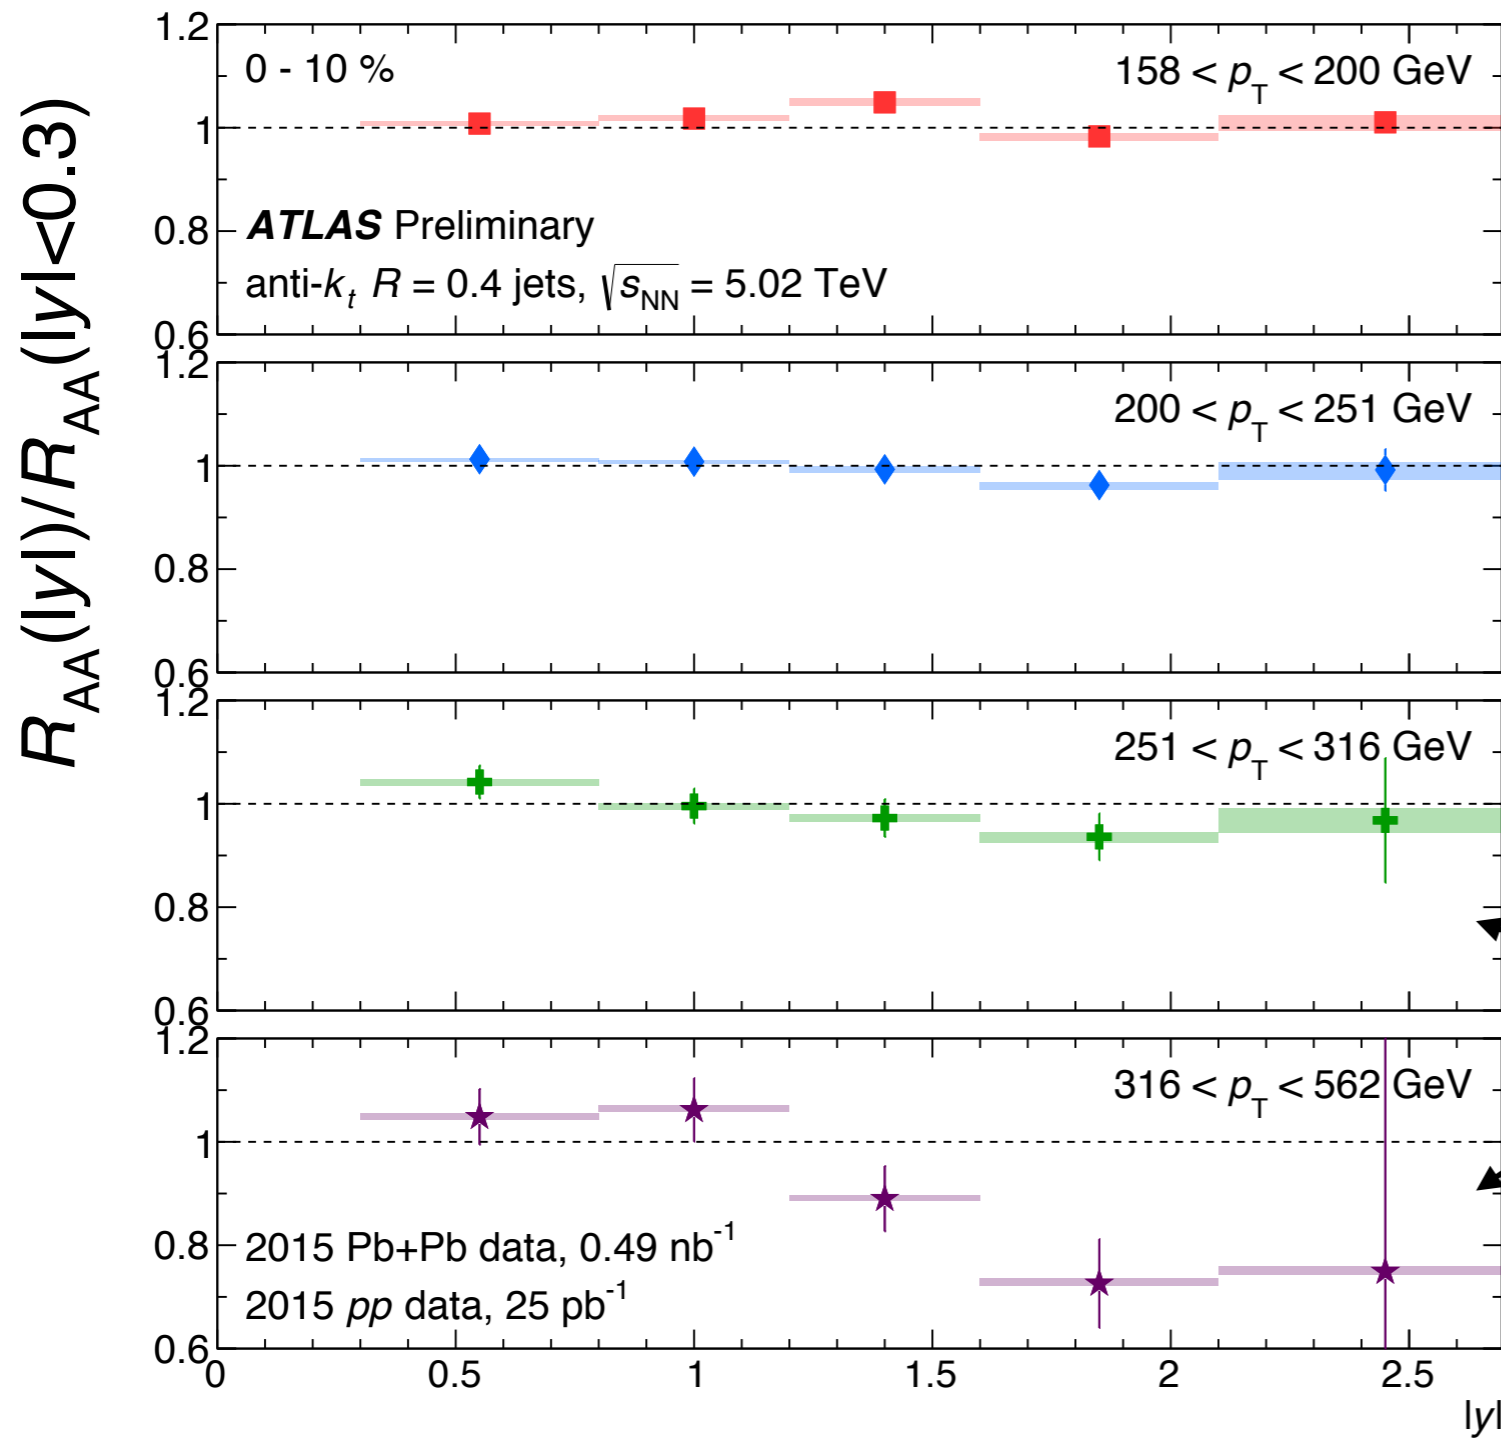 R_AA(|y|)/R_AA(|y|<0.3)
1.2
0 - 10 %
158 < p_T < 200 GeV
1
0.8
ATLAS Preliminary
anti-k_t R = 0.4 jets, √s_NN = 5.02 TeV
0.6
1.2
200 < p_T < 251 GeV
1
0.8
0.6
1.2
251 < p_T < 316 GeV
1
0.8
0.6
1.2
316 < p_T < 562 GeV
1
0.8
2015 Pb+Pb data, 0.49 nb^-1
2015 pp data, 25 pb^-1
0.6
0 0.5 1 1.5 2 2.5
|y|